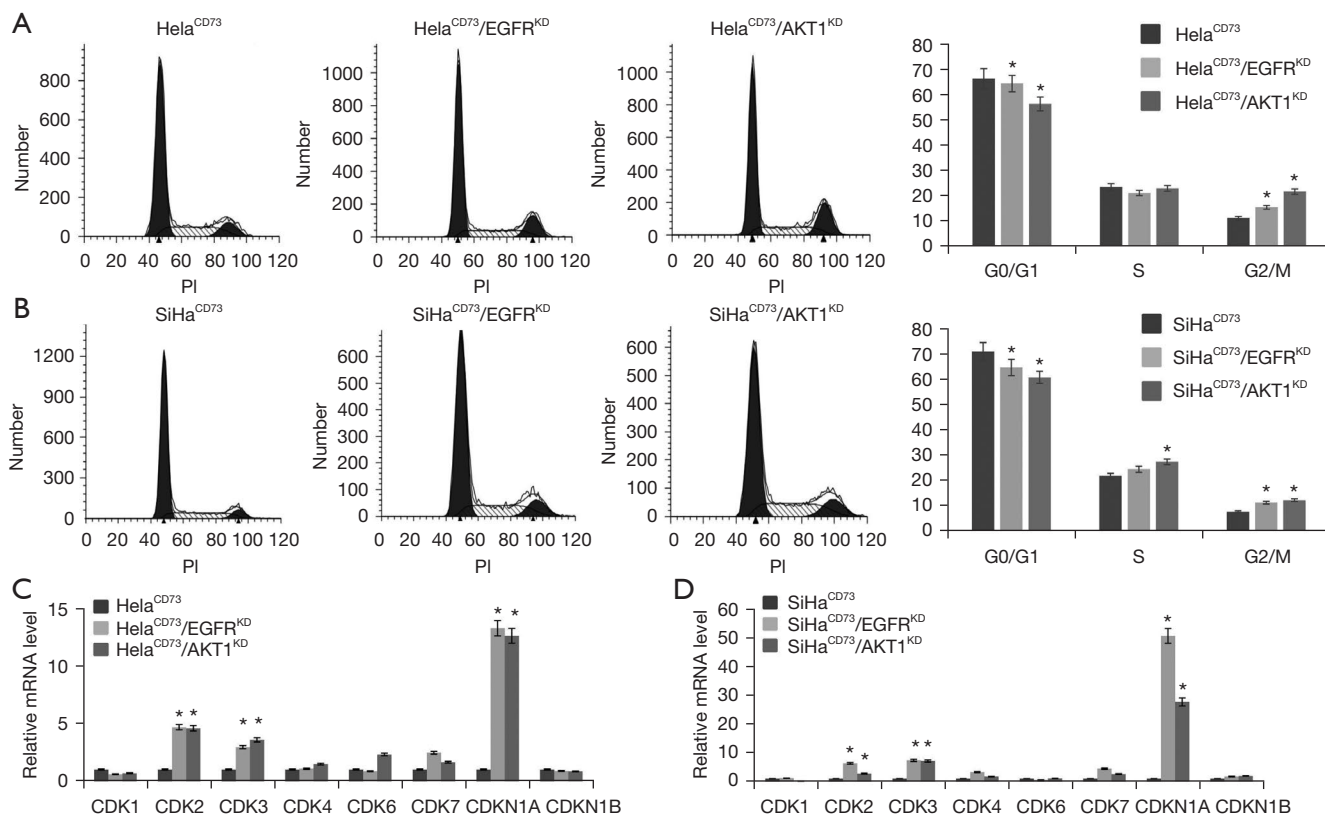 A
Hela^CD73
Hela^CD73/EGFR^KD
Hela^CD73/AKT1^KD
Number
800
600
400
200
0
0 20 40 60 80 100 120
PI
Number
1000
800
600
400
200
0
0 20 40 60 80 100 120
PI
Number
1000
800
600
400
200
0
0 20 40 60 80 100 120
PI
80
70
60
50
40
30
20
10
0
* *
* *
G0/G1 S G2/M
Hela^CD73
Hela^CD73/EGFR^KD
Hela^CD73/AKT1^KD
B
SiHa^CD73
SiHa^CD73/EGFR^KD
SiHa^CD73/AKT1^KD
Number
1200
900
600
300
0
0 20 40 60 80 100 120
PI
Number
600
500
400
300
200
100
0
0 20 40 60 80 100 120
PI
Number
600
500
400
300
200
100
0
0 20 40 60 80 100 120
PI
80
70
60
50
40
30
20
10
0
* *
*
* *
G0/G1 S G2/M
SiHa^CD73
SiHa^CD73/EGFR^KD
SiHa^CD73/AKT1^KD
C
Relative mRNA level
15
10
5
0
Hela^CD73
Hela^CD73/EGFR^KD
Hela^CD73/AKT1^KD
* *
* *
* *
CDK1 CDK2 CDK3 CDK4 CDK6 CDK7 CDKN1A CDKN1B
D
Relative mRNA level
60
50
40
30
20
10
0
SiHa^CD73
SiHa^CD73/EGFR^KD
SiHa^CD73/AKT1^KD
* *
* *
* *
CDK1 CDK2 CDK3 CDK4 CDK6 CDK7 CDKN1A CDKN1B